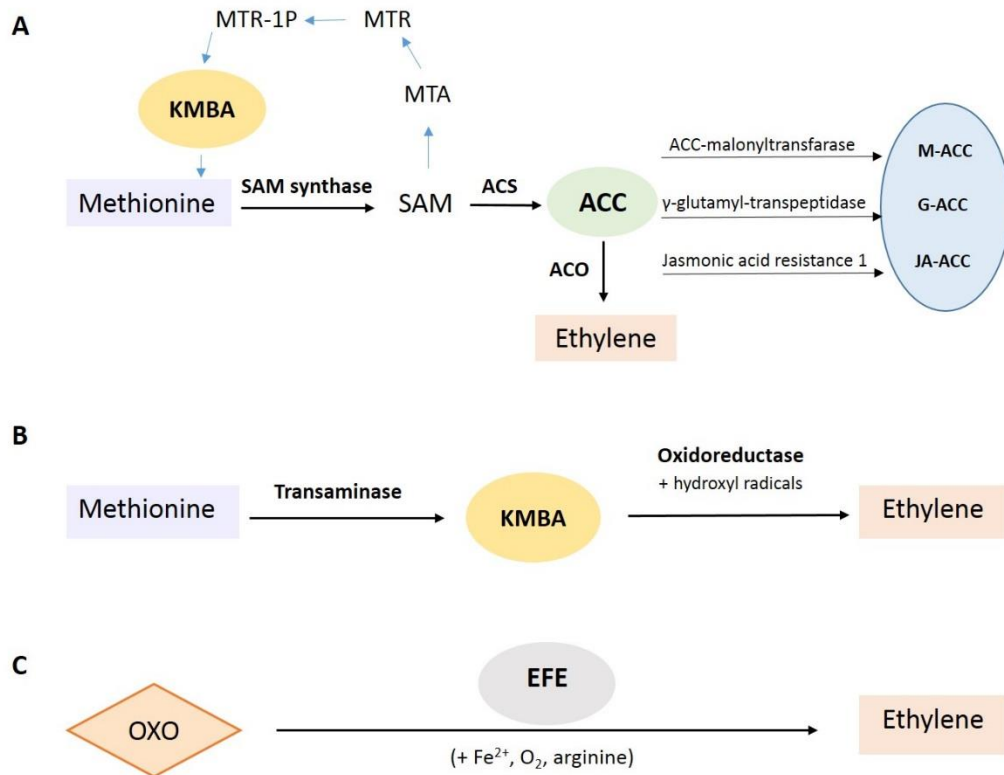 A
MTR-1P
MTR
KMBA
MTA
ACC-malonyltransfarase
M-ACC
Methionine
SAM synthase
SAM
ACS
ACC
γ-glutamyl-transpeptidase
G-ACC
ACO
Jasmonic acid resistance 1
JA-ACC
Ethylene
B
Methionine
Transaminase
KMBA
Oxidoreductase
+ hydroxyl radicals
Ethylene
C
OXO
EFE
(+ Fe²⁺, O₂, arginine)
Ethylene